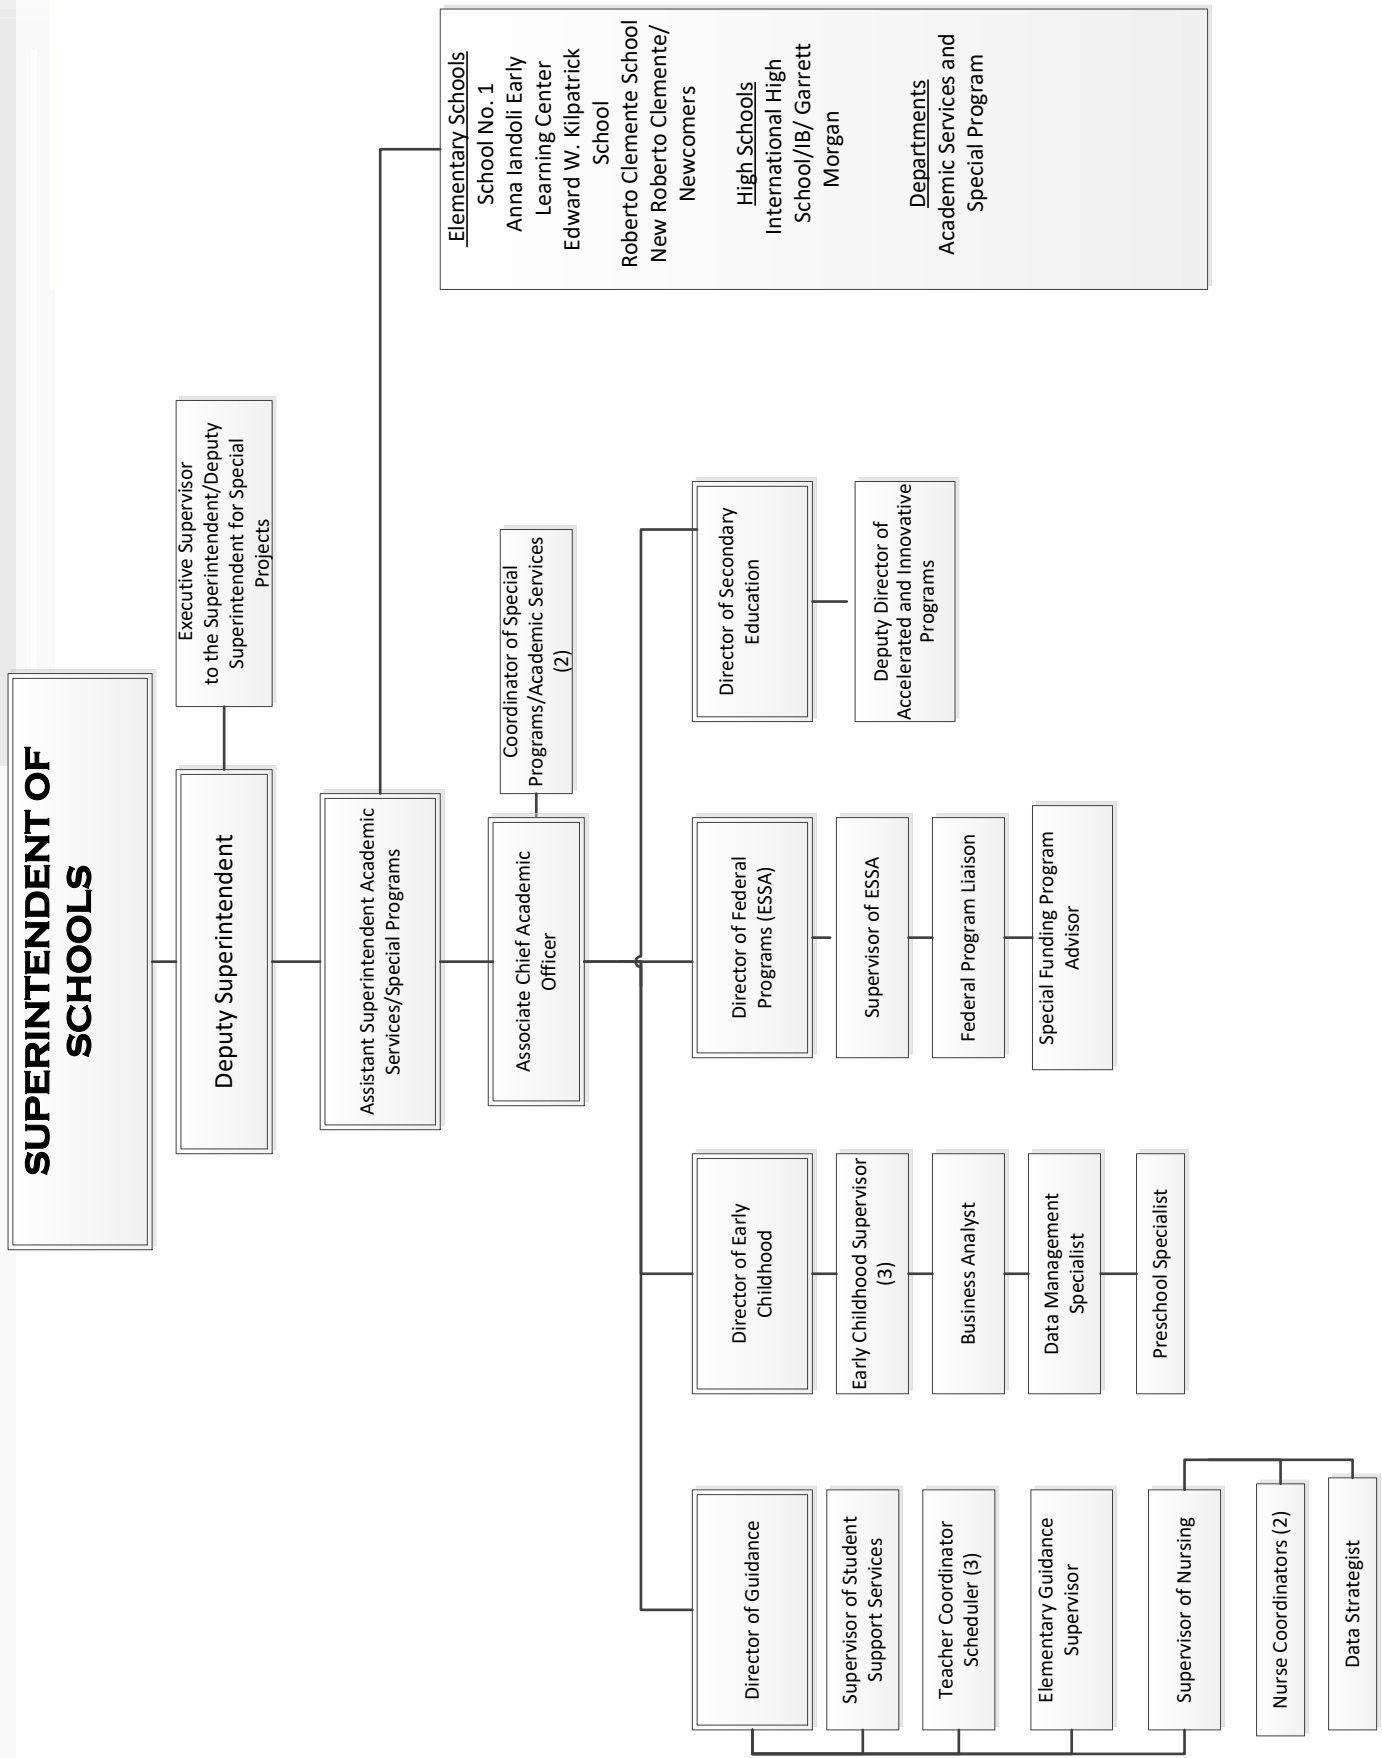 SUPERINTENDENT OF
SCHOOLS
Deputy Superintendent
Executive Supervisor
to the Superintendent/Deputy
Superintendent for Special
Projects
Assistant Superintendent Academic
Services/Special Programs
Elementary Schools
School No. 1
Anna Iandoli Early
Learning Center
Edward W. Kilpatrick
School
Roberto Clemente School
New Roberto Clemente/
Newcomers
High Schools
International High
School/IB/ Garrett
Morgan
Departments
Academic Services and
Special Program
Associate Chief Academic
Officer
Coordinator of Special
Programs/Academic Services
(2)
Director of Guidance
Supervisor of Student
Support Services
Teacher Coordinator
Scheduler (3)
Elementary Guidance
Supervisor
Supervisor of Nursing
Nurse Coordinators (2)
Data Strategist
Director of Early
Childhood
Early Childhood Supervisor
(3)
Business Analyst
Data Management
Specialist
Preschool Specialist
Director of Federal
Programs (ESSA)
Supervisor of ESSA
Federal Program Liaison
Special Funding Program
Advisor
Director of Secondary
Education
Deputy Director of
Accelerated and Innovative
Programs